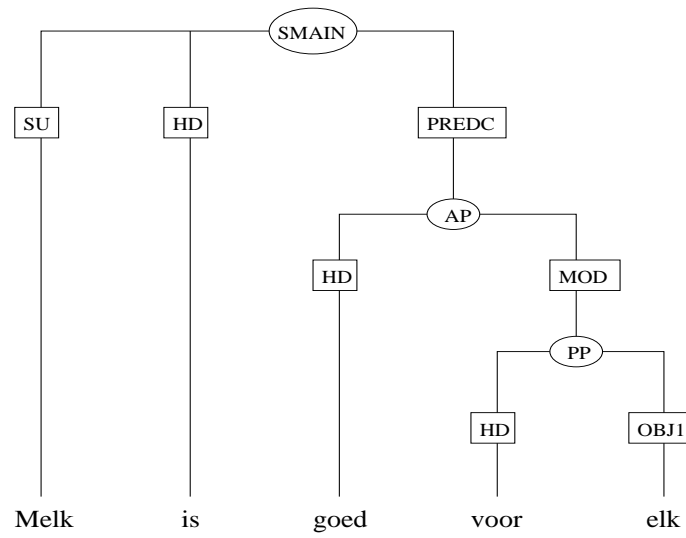 SMAIN
SU HD PREDC
AP
HD MOD
PP
HD OBJ1
Melk is goed voor elk